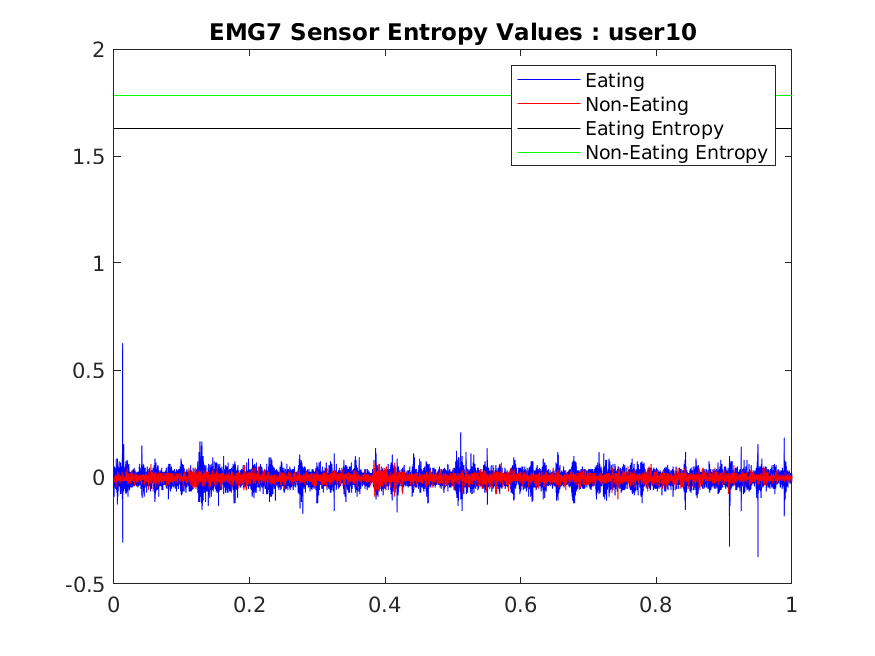 EMG7 Sensor Entropy Values : user10
2
Eating
Non-Eating
Eating Entropy
Non-Eating Entropy
1.5
1
0.5
0
-0.5
0 0.2 0.4 0.6 0.8 1